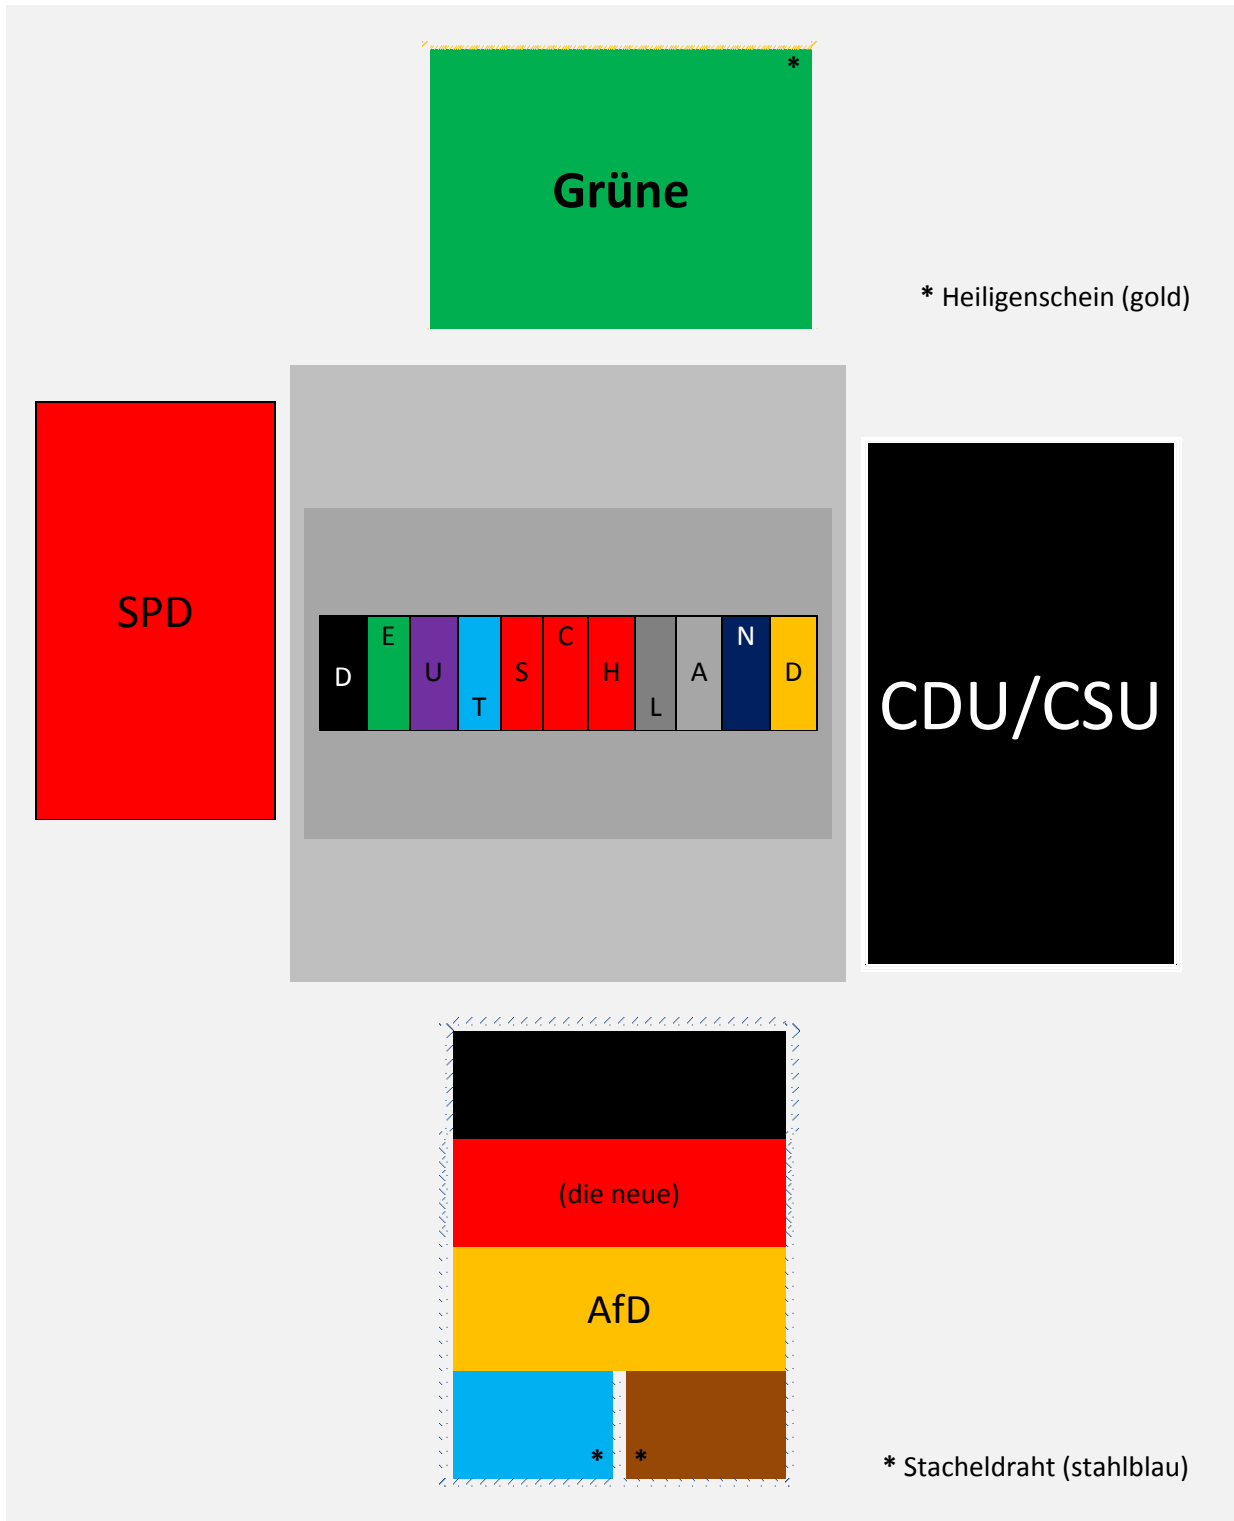 *
Grüne
* Heiligenschein (gold)
SPD
D E U T S C H L A N D
CDU/CSU
(die neue)
AfD
* *
* Stacheldraht (stahlblau)